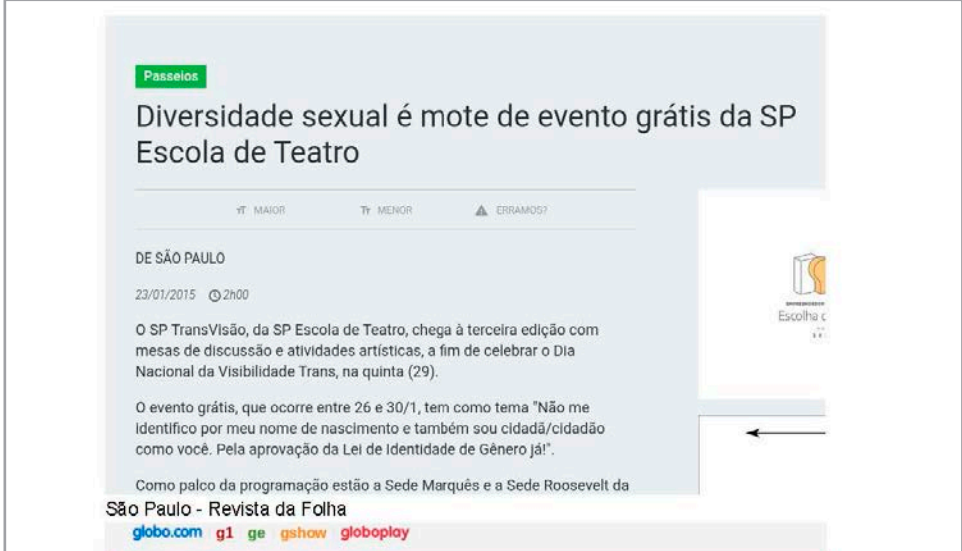 Passeios
Diversidade sexual é mote de evento grátis da SP
Escola de Teatro
MAIOR MENOR ERRAMOS?
DE SÃO PAULO
23/01/2015 2h00
O SP TransVisão, da SP Escola de Teatro, chega à terceira edição com
mesas de discussão e atividades artísticas, a fim de celebrar o Dia
Nacional da Visibilidade Trans, na quinta (29).
Escolha
O evento grátis, que ocorre entre 26 e 30/1, tem como tema "Não me
identifico por meu nome de nascimento e também sou cidadã/cidadão
como você. Pela aprovação da Lei de Identidade de Gênero já!".
Como palco da programação estão a Sede Marquês e a Sede Roosevelt da
São Paulo - Revista da Folha
globo.com g1 ge gshow globoplay